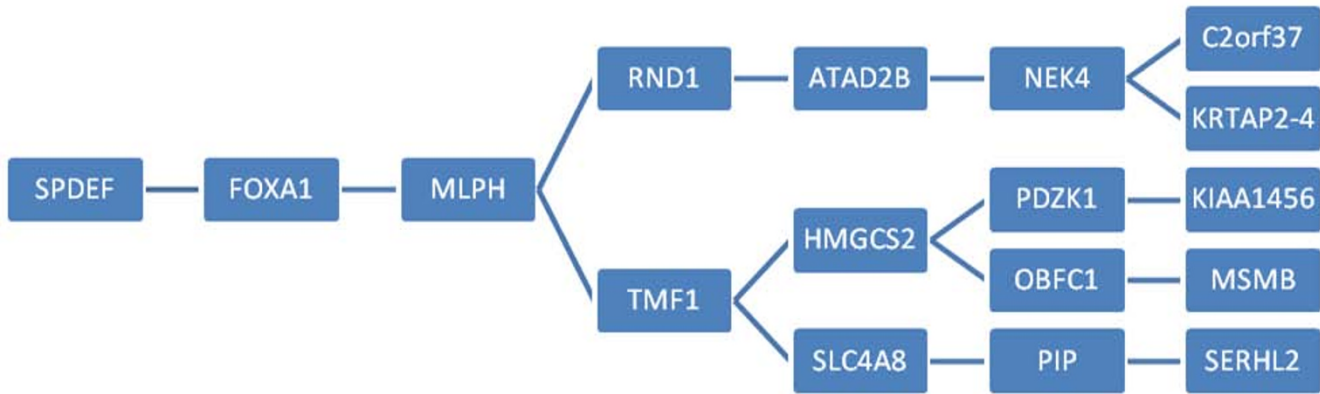 SPDEF
FOXA1
MLPH
RND1
ATAD2B
NEK4
C2orf37
KRTAP2-4
TMF1
HMGCS2
PDZK1
KIAA1456
OBFC1
MSMB
SLC4A8
PIP
SERHL2